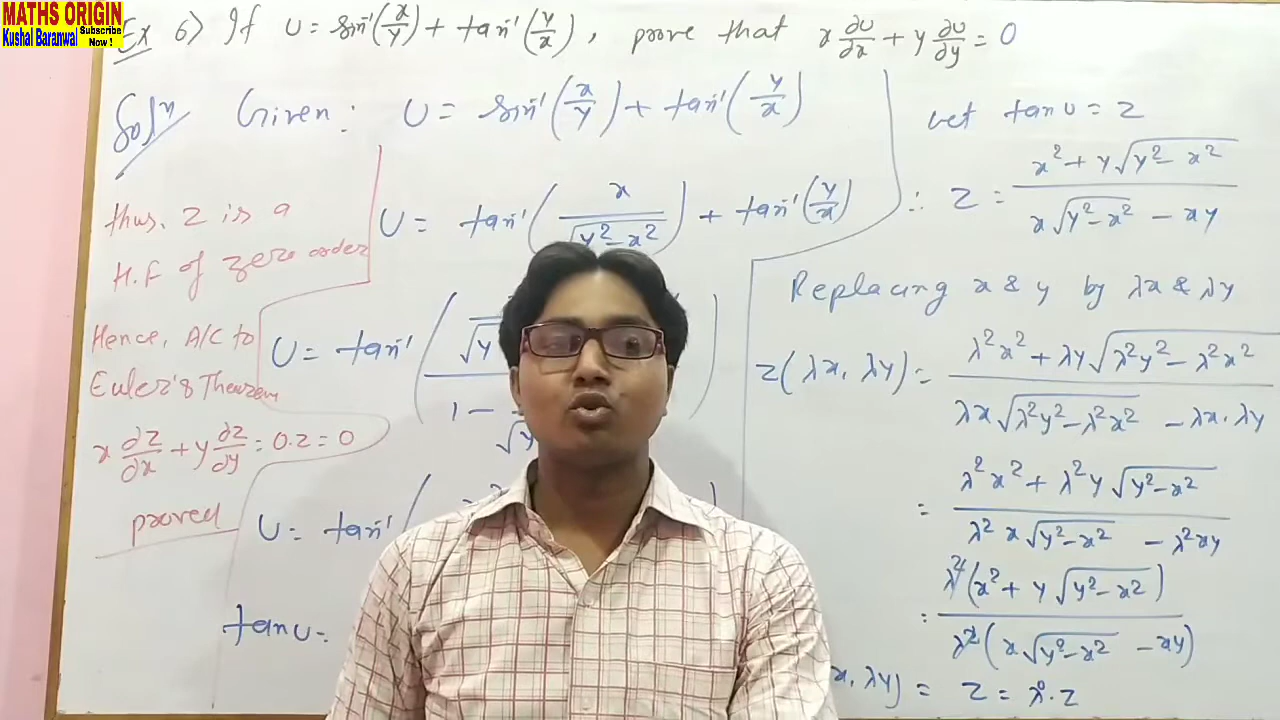 MATHS ORIGIN
Kushal Baranwal
Subscribe Now !
Ex 6) If U = sin⁻¹(x/y) + tan⁻¹(y/x), prove that x ∂U/∂x + y ∂U/∂y = 0
Solⁿ Given: U = sin⁻¹(x/y) + tan⁻¹(y/x)
U = tan⁻¹(x/√(y²-x²)) + tan⁻¹(y/x)
U = tan⁻¹(
√y
1 -
√y
U = tan⁻¹(
tanU =
Let tanU = z
∴ z = (x² + y√(y² - x²))/(x√(y²-x²) - xy)
Replacing x & y by λx & λy
z(λx, λy) = (λ²x² + λy√(λ²y² - λ²x²))/(λx√(λ²y²-λ²x²) - λx.λy)
= (λ²x² + λ²y√(y²-x²))/(λ²x√(y²-x²) - λ²xy)
= λ²(x² + y√(y²-x²))/λ²(x√(y²-x²) - xy)
x, λy) = z = λ⁰.z
thus, z is a
H.F of zero order
Hence, A/C to
Euler's Theorem
x ∂z/∂x + y ∂z/∂y = 0.z = 0
proved